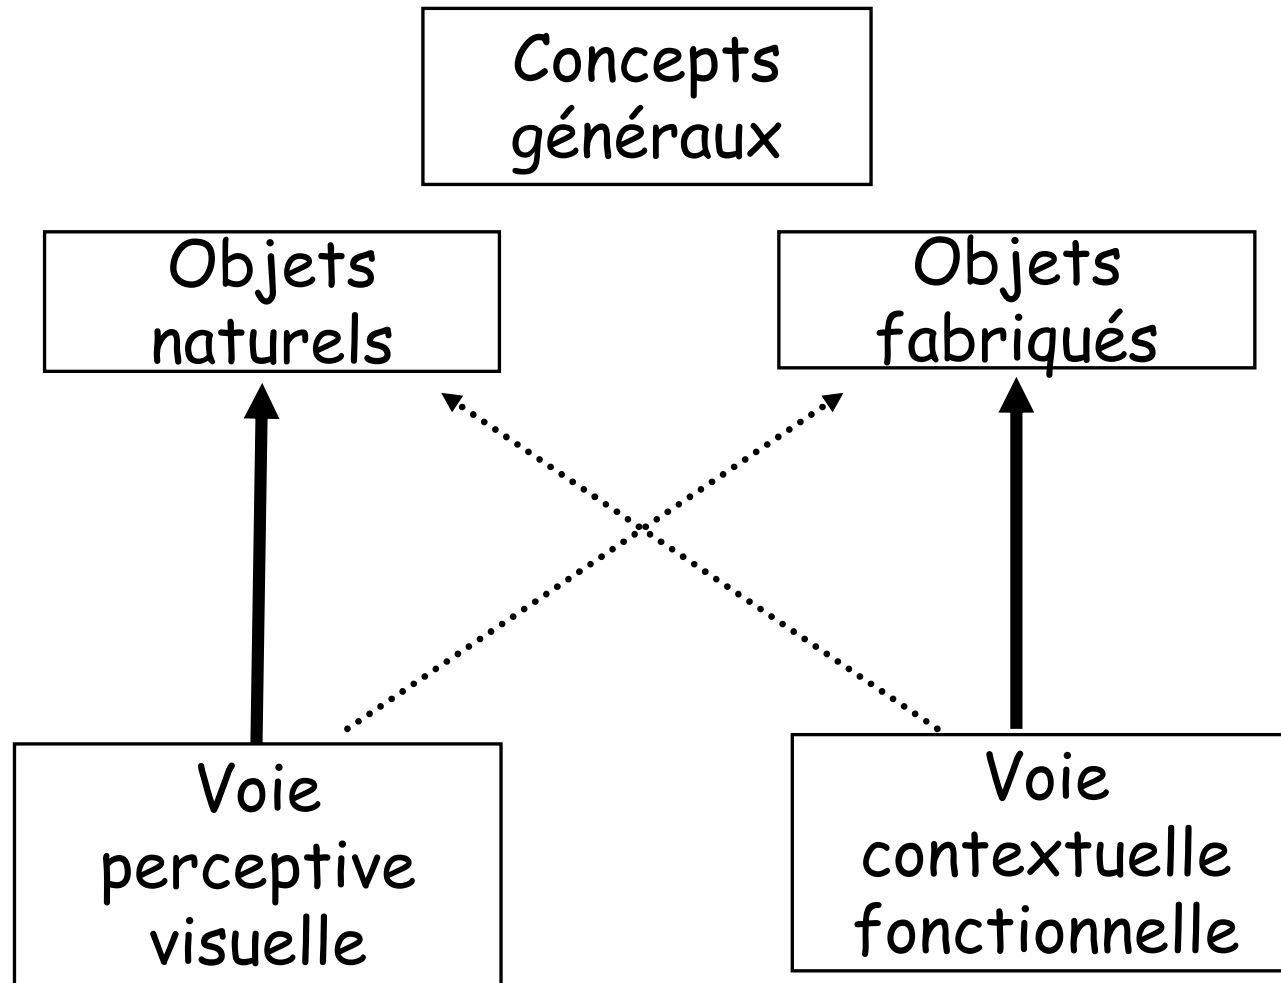 Concepts
généraux
Objets
naturels
Objets
fabriqués
Voie
perceptive
visuelle
Voie
contextuelle
fonctionnelle